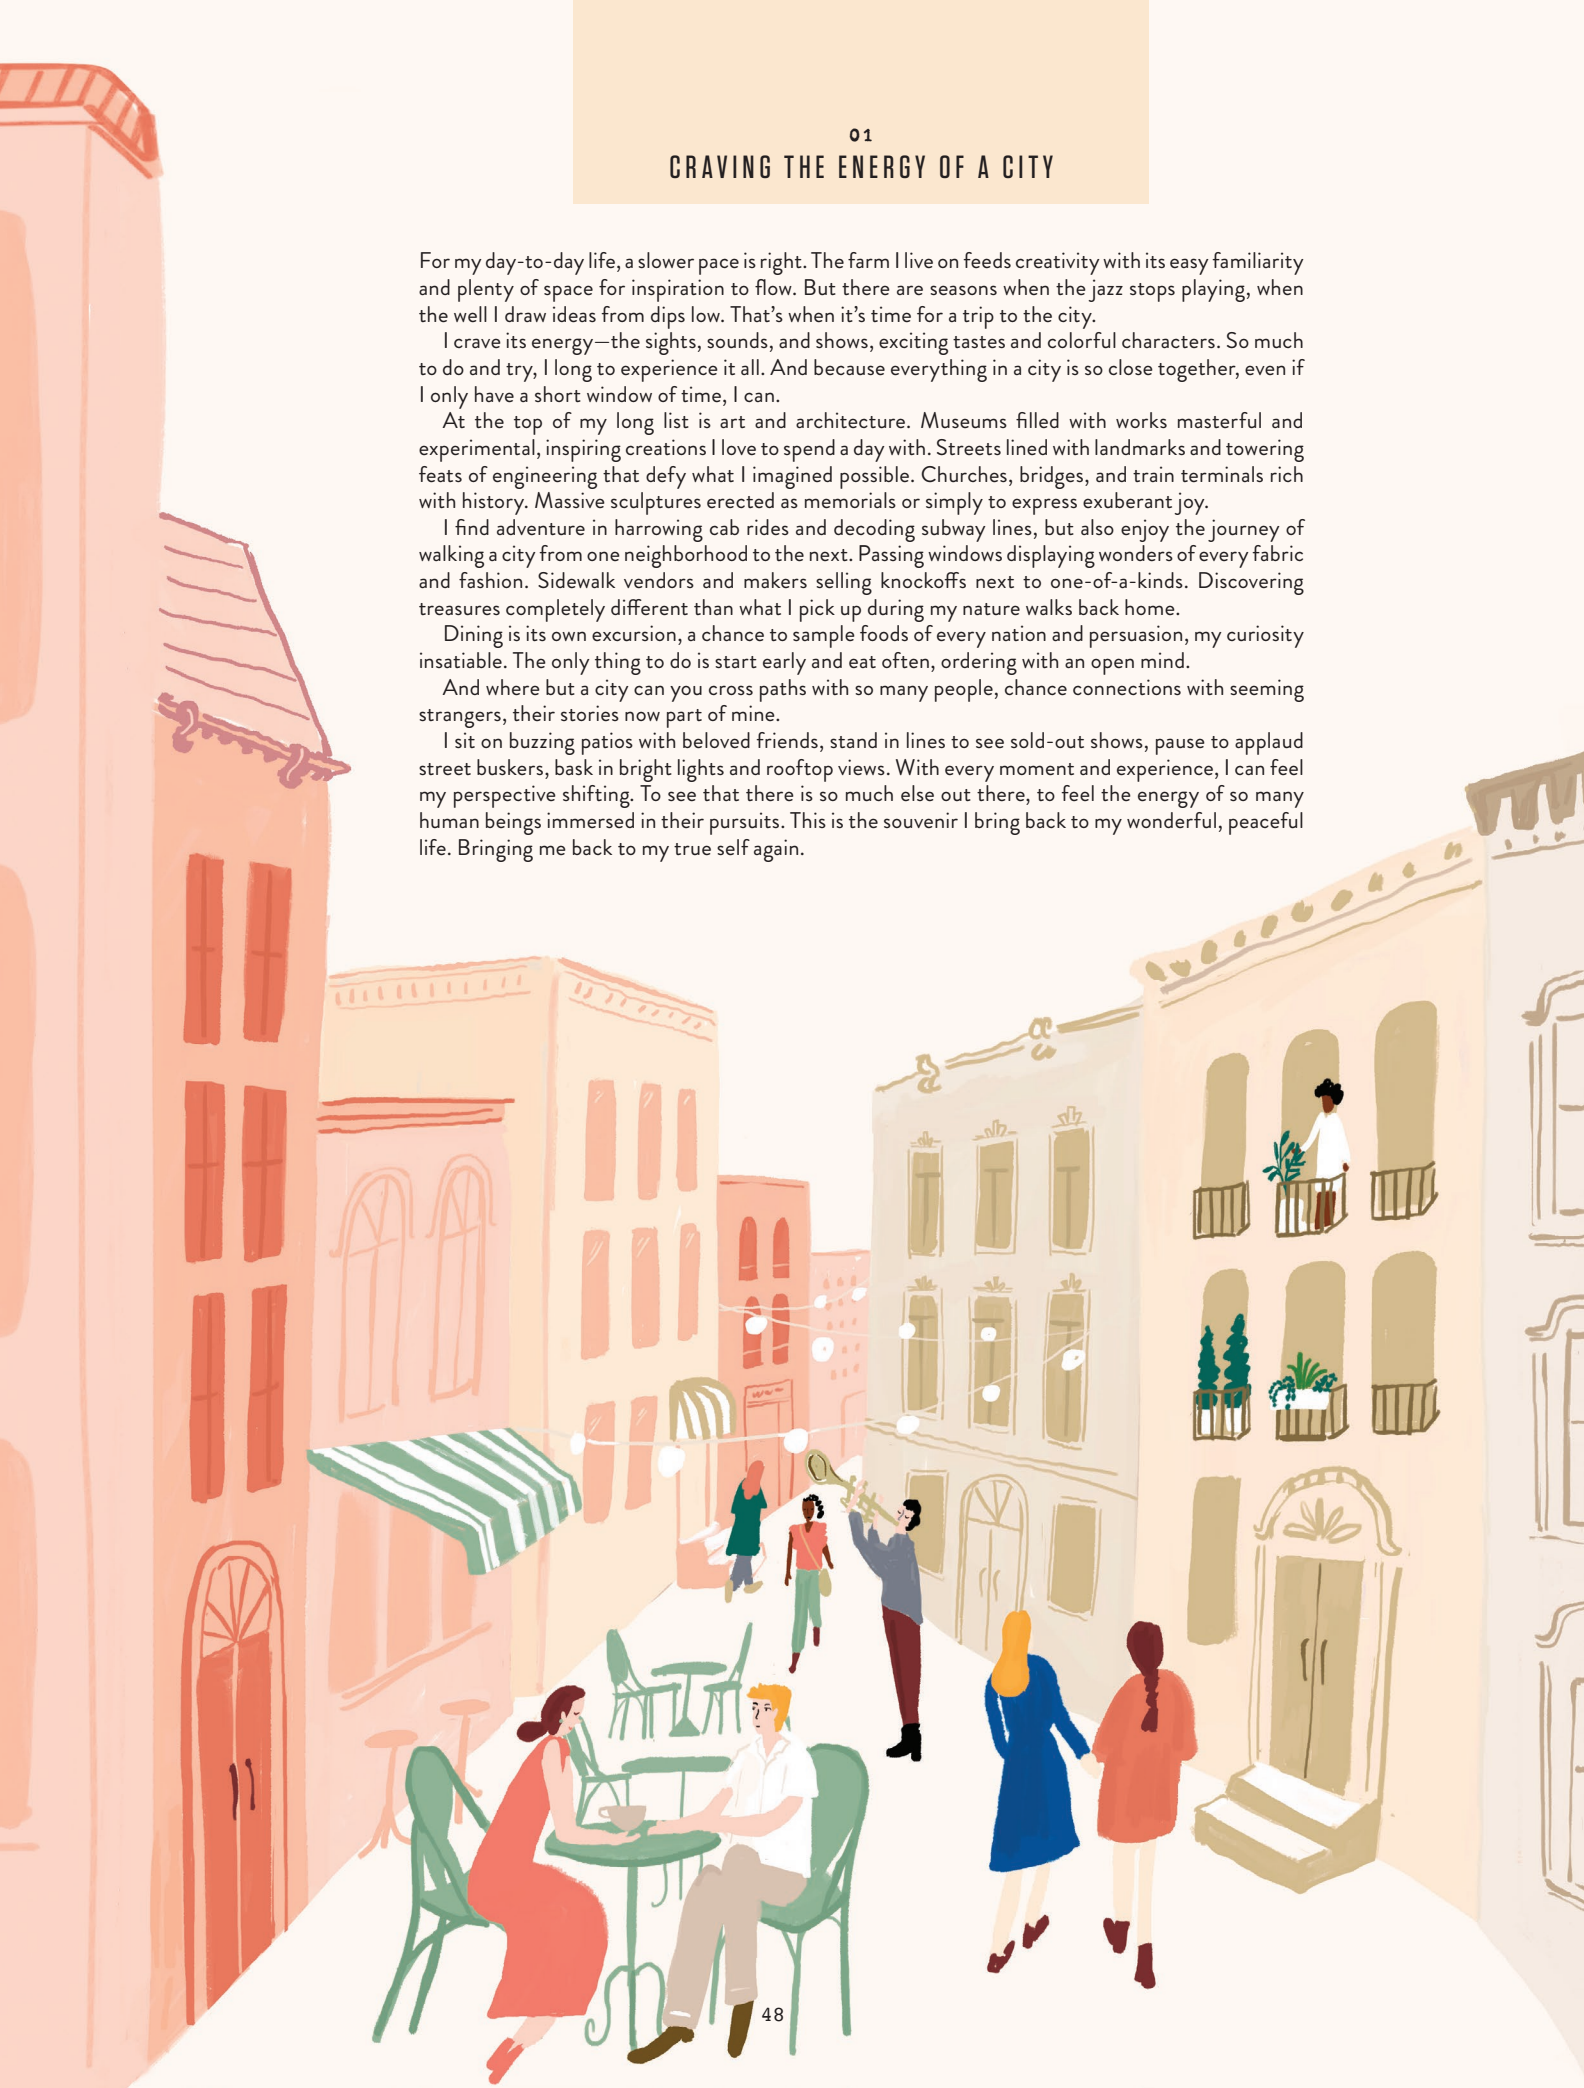 01
CRAVING THE ENERGY OF A CITY
For my day-to-day life, a slower pace is right. The farm I live on feeds creativity with its easy familiarity
and plenty of space for inspiration to flow. But there are seasons when the jazz stops playing, when
the well I draw ideas from dips low. That’s when it’s time for a trip to the city.
I crave its energy—the sights, sounds, and shows, exciting tastes and colorful characters. So much
to do and try, I long to experience it all. And because everything in a city is so close together, even if
I only have a short window of time, I can.
At the top of my long list is art and architecture. Museums filled with works masterful and
experimental, inspiring creations I love to spend a day with. Streets lined with landmarks and towering
feats of engineering that defy what I imagined possible. Churches, bridges, and train terminals rich
with history. Massive sculptures erected as memorials or simply to express exuberant joy.
I find adventure in harrowing cab rides and decoding subway lines, but also enjoy the journey of
walking a city from one neighborhood to the next. Passing windows displaying wonders of every fabric
and fashion. Sidewalk vendors and makers selling knockoffs next to one-of-a-kinds. Discovering
treasures completely different than what I pick up during my nature walks back home.
Dining is its own excursion, a chance to sample foods of every nation and persuasion, my curiosity
insatiable. The only thing to do is start early and eat often, ordering with an open mind.
And where but a city can you cross paths with so many people, chance connections with seeming
strangers, their stories now part of mine.
I sit on buzzing patios with beloved friends, stand in lines to see sold-out shows, pause to applaud
street buskers, bask in bright lights and rooftop views. With every moment and experience, I can feel
my perspective shifting. To see that there is so much else out there, to feel the energy of so many
human beings immersed in their pursuits. This is the souvenir I bring back to my wonderful, peaceful
life. Bringing me back to my true self again.
48